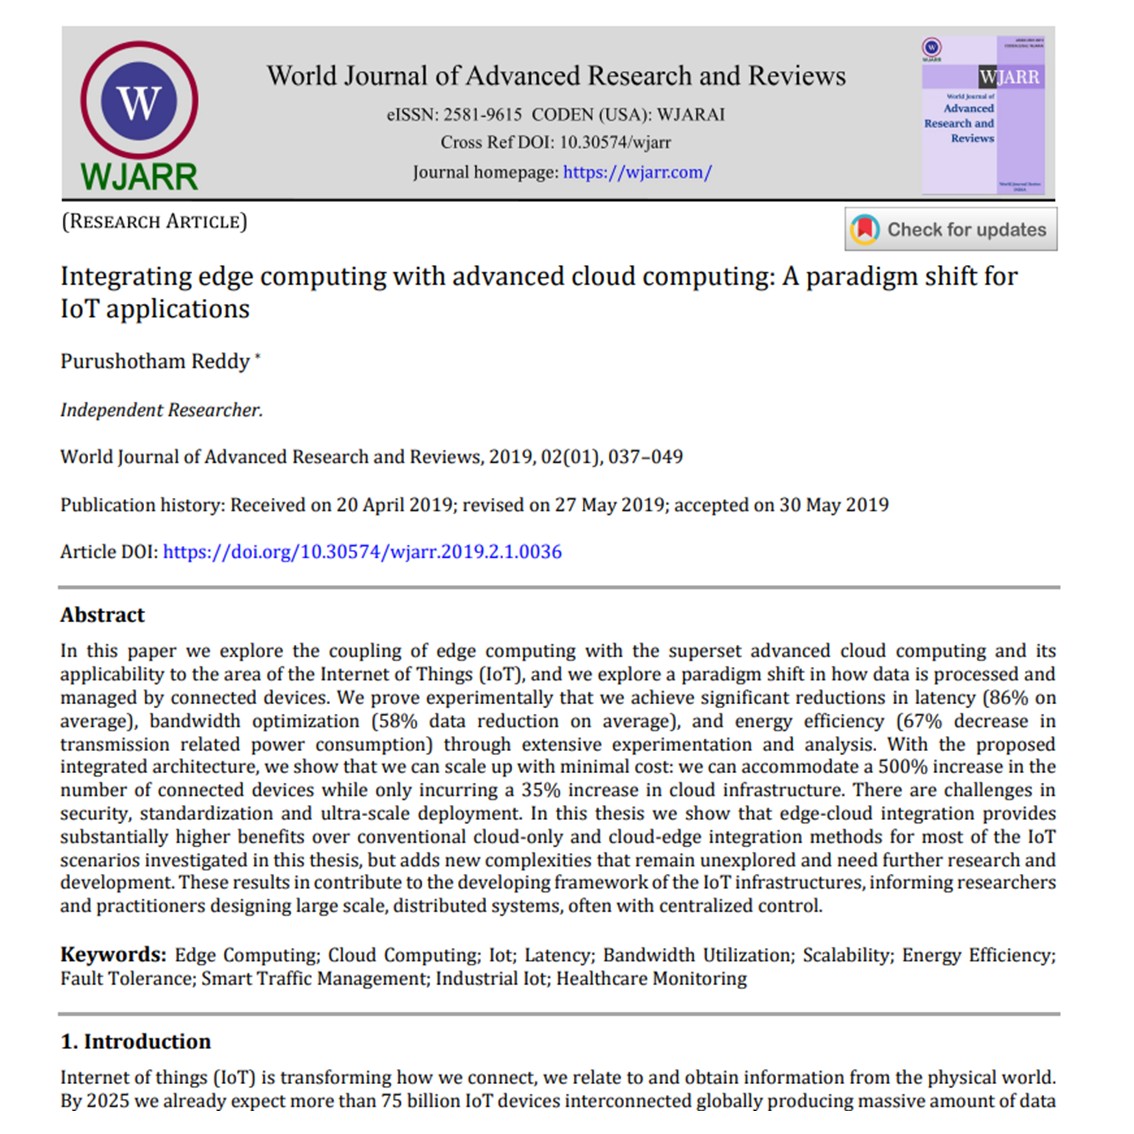 W
WJARR
World Journal of Advanced Research and Reviews
eISSN: 2581-9615 CODEN (USA): WJARAI
Cross Ref DOI: 10.30574/wjarr
Journal homepage: https://wjarr.com/
W
WJARR
WJARR
World Journal of
Advanced
Research and
Reviews
World Journal Series
INDIA
(RESEARCH ARTICLE)
Check for updates
Integrating edge computing with advanced cloud computing: A paradigm shift for
IoT applications
Purushotham Reddy *
Independent Researcher.
World Journal of Advanced Research and Reviews, 2019, 02(01), 037–049
Publication history: Received on 20 April 2019; revised on 27 May 2019; accepted on 30 May 2019
Article DOI: https://doi.org/10.30574/wjarr.2019.2.1.0036
Abstract
In this paper we explore the coupling of edge computing with the superset advanced cloud computing and its
applicability to the area of the Internet of Things (IoT), and we explore a paradigm shift in how data is processed and
managed by connected devices. We prove experimentally that we achieve significant reductions in latency (86% on
average), bandwidth optimization (58% data reduction on average), and energy efficiency (67% decrease in
transmission related power consumption) through extensive experimentation and analysis. With the proposed
integrated architecture, we show that we can scale up with minimal cost: we can accommodate a 500% increase in the
number of connected devices while only incurring a 35% increase in cloud infrastructure. There are challenges in
security, standardization and ultra-scale deployment. In this thesis we show that edge-cloud integration provides
substantially higher benefits over conventional cloud-only and cloud-edge integration methods for most of the IoT
scenarios investigated in this thesis, but adds new complexities that remain unexplored and need further research and
development. These results in contribute to the developing framework of the IoT infrastructures, informing researchers
and practitioners designing large scale, distributed systems, often with centralized control.
Keywords: Edge Computing; Cloud Computing; Iot; Latency; Bandwidth Utilization; Scalability; Energy Efficiency;
Fault Tolerance; Smart Traffic Management; Industrial Iot; Healthcare Monitoring
1. Introduction
Internet of things (IoT) is transforming how we connect, we relate to and obtain information from the physical world.
By 2025 we already expect more than 75 billion IoT devices interconnected globally producing massive amount of data